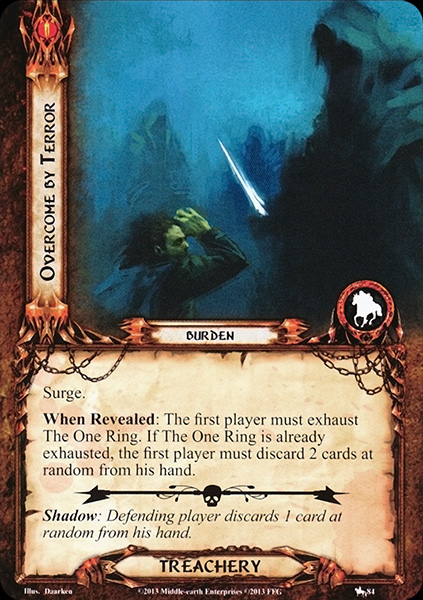 OVERCOME BY TERROR
BURDEN
Surge.
When Revealed: The first player must exhaust
The One Ring. If The One Ring is already
exhausted, the first player must discard 2 cards at
random from his hand.
Shadow: Defending player discards 1 card at
random from his hand.
TREACHERY
Illus. Daarken
©2013 Middle-earth Enterprises ©2013 FFG
84